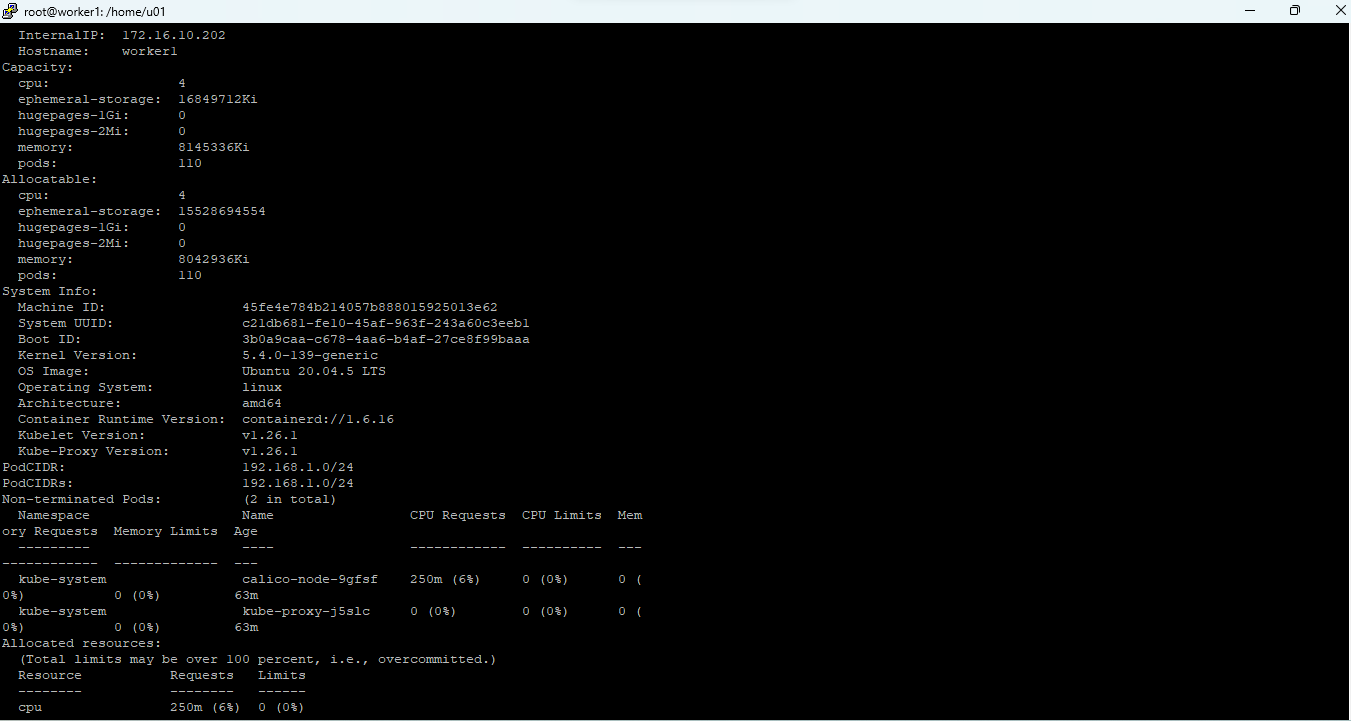 root@worker1: /home/u01
  InternalIP:  172.16.10.202
  Hostname:    worker1
Capacity:
  cpu:                4
  ephemeral-storage:  16849712Ki
  hugepages-1Gi:      0
  hugepages-2Mi:      0
  memory:             8145336Ki
  pods:               110
Allocatable:
  cpu:                4
  ephemeral-storage:  15528694554
  hugepages-1Gi:      0
  hugepages-2Mi:      0
  memory:             8042936Ki
  pods:               110
System Info:
  Machine ID:                 45fe4e784b214057b888015925013e62
  System UUID:                c21db681-fe10-45af-963f-243a60c3eeb1
  Boot ID:                    3b0a9caa-c678-4aa6-b4af-27ce8f99baaa
  Kernel Version:             5.4.0-139-generic
  OS Image:                   Ubuntu 20.04.5 LTS
  Operating System:           linux
  Architecture:               amd64
  Container Runtime Version:  containerd://1.6.16
  Kubelet Version:            v1.26.1
  Kube-Proxy Version:         v1.26.1
PodCIDR:                      192.168.1.0/24
PodCIDRs:                     192.168.1.0/24
Non-terminated Pods:          (2 in total)
  Namespace                   Name                 CPU Requests  CPU Limits  Mem
ory Requests  Memory Limits  Age
  ---------                   ----                 ------------  ----------  ---
------------  -------------  ---
  kube-system                 calico-node-9gfsf    250m (6%)     0 (0%)      0 (
0%)           0 (0%)         63m
  kube-system                 kube-proxy-j5slc     0 (0%)        0 (0%)      0 (
0%)           0 (0%)         63m
Allocated resources:
  (Total limits may be over 100 percent, i.e., overcommitted.)
  Resource           Requests   Limits
  --------           --------   ------
  cpu                250m (6%)  0 (0%)